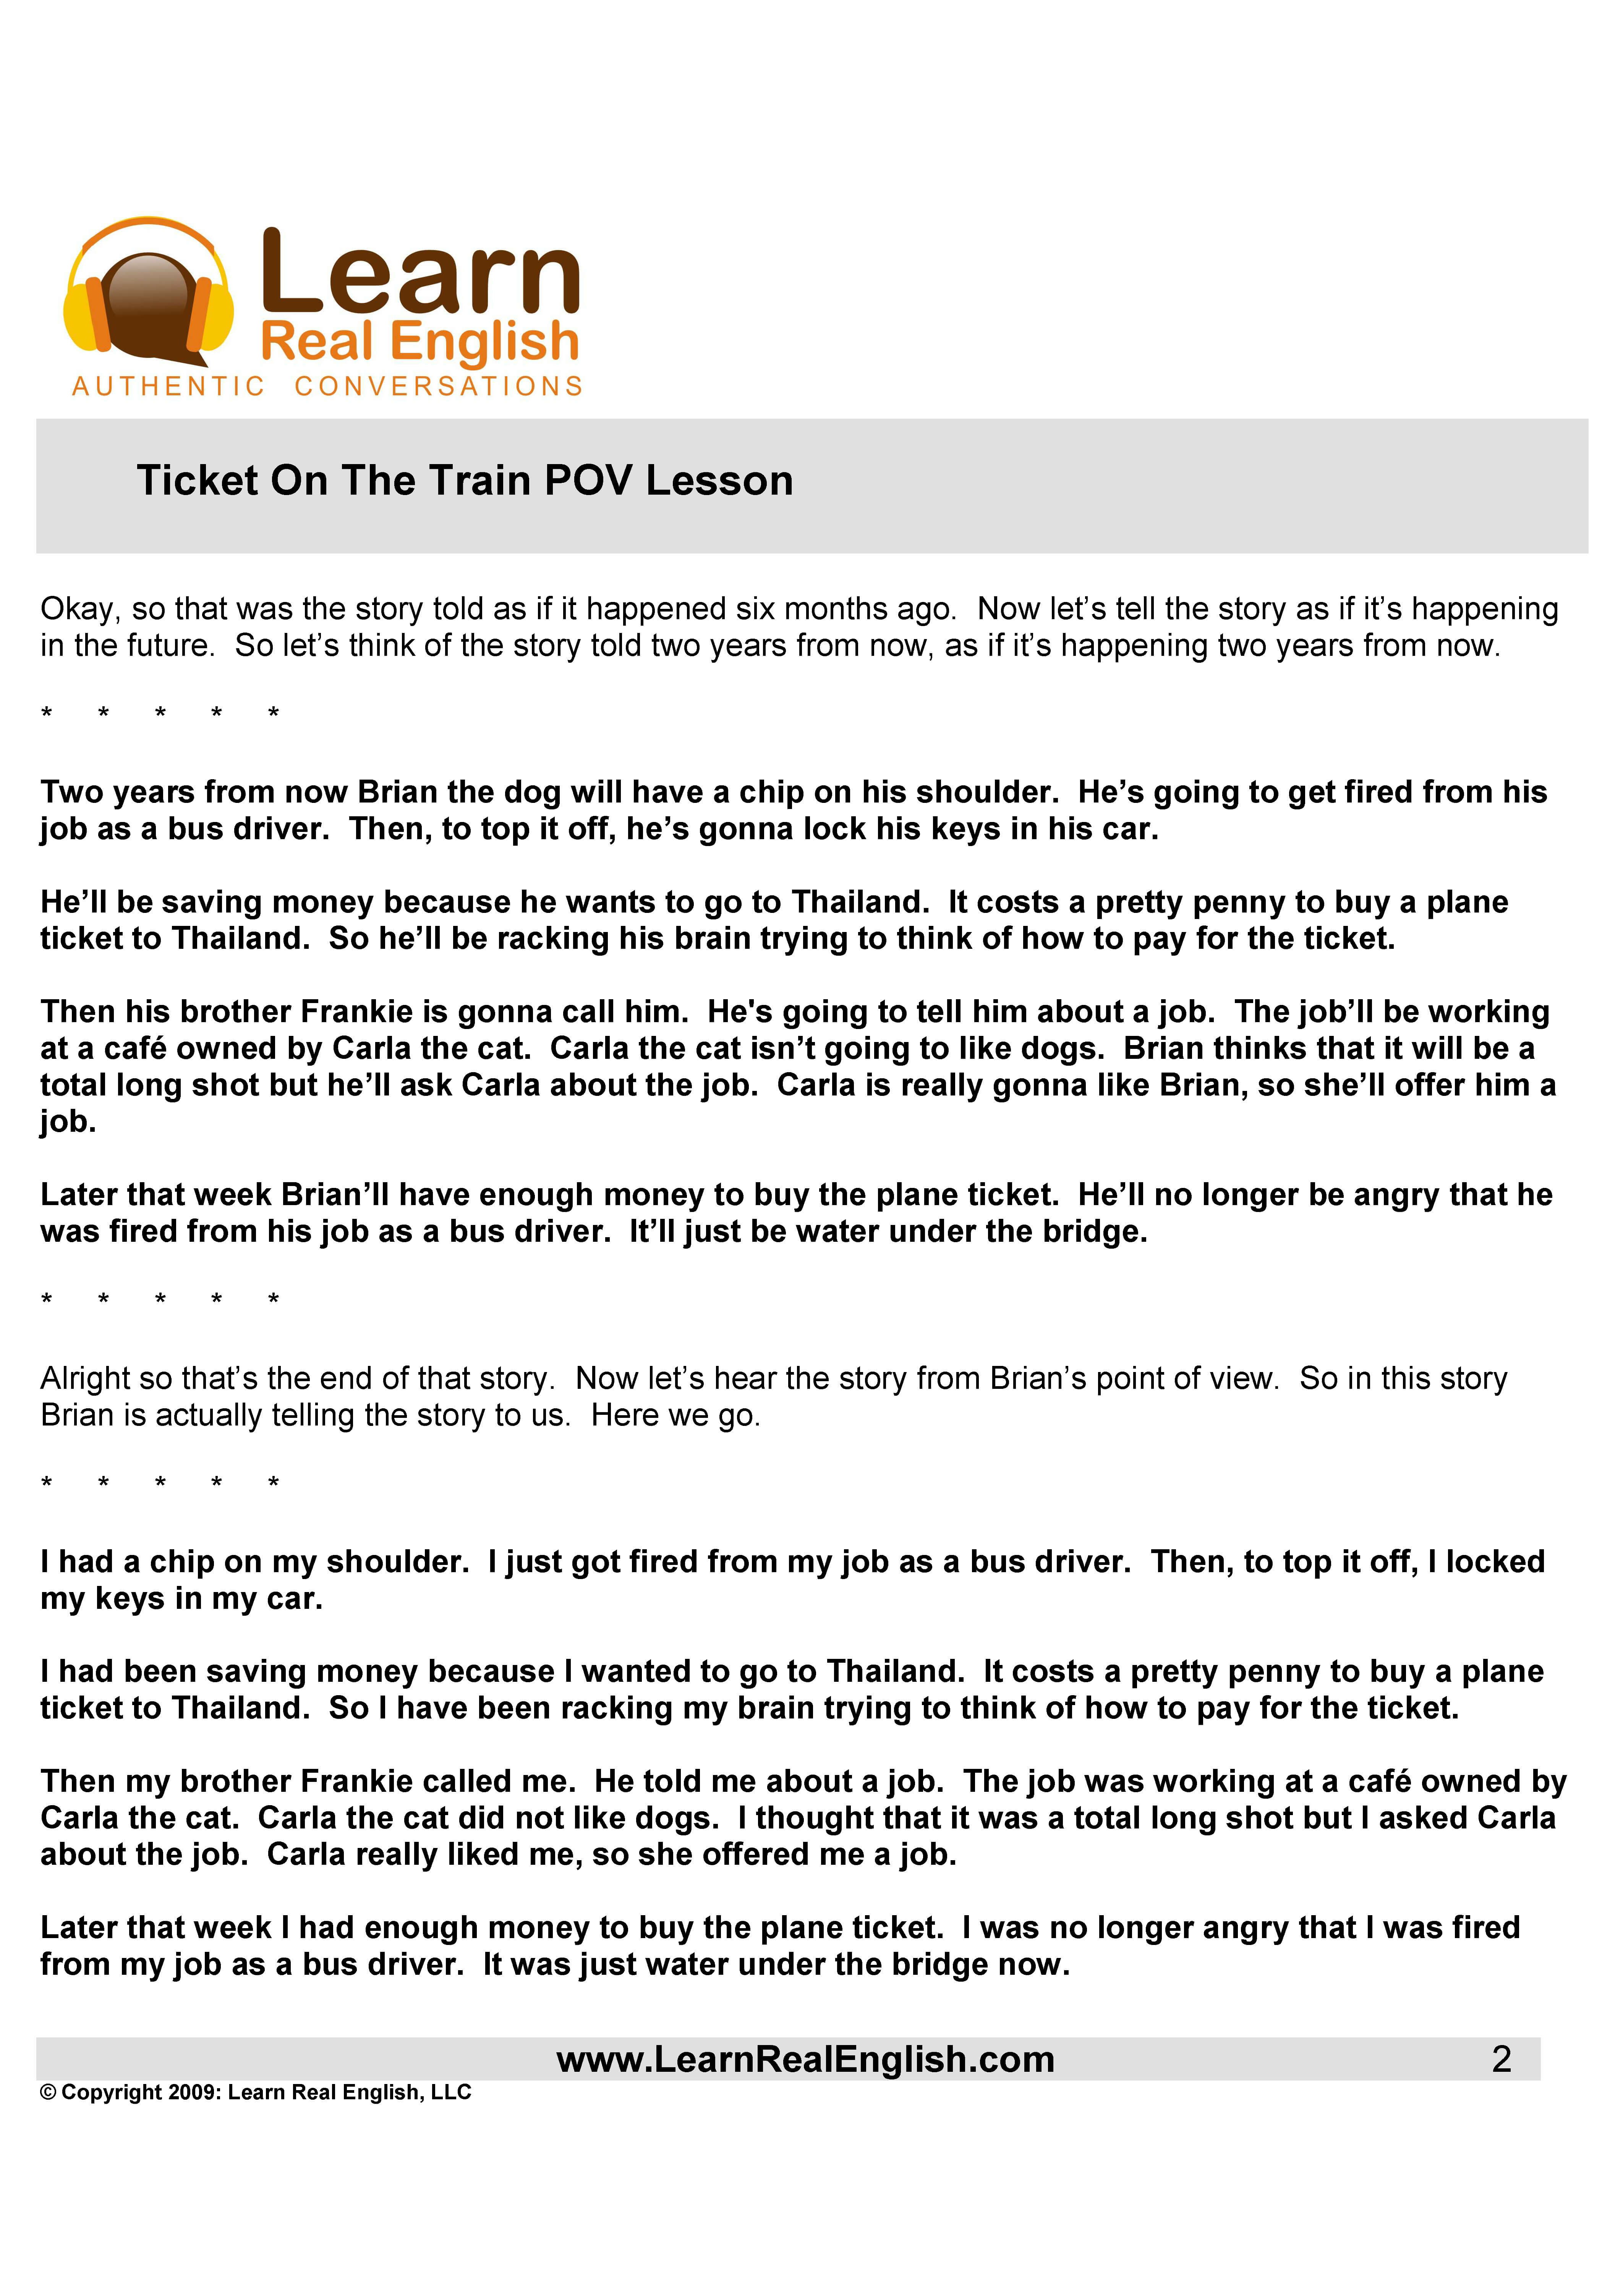 Learn
Real English
AUTHENTIC CONVERSATIONS
Ticket On The Train POV Lesson
Okay, so that was the story told as if it happened six months ago.  Now let’s tell the story as if it’s happening
in the future.  So let’s think of the story told two years from now, as if it’s happening two years from now.
* * * * *
Two years from now Brian the dog will have a chip on his shoulder.  He’s going to get fired from his
job as a bus driver.  Then, to top it off, he’s gonna lock his keys in his car.
He’ll be saving money because he wants to go to Thailand.  It costs a pretty penny to buy a plane
ticket to Thailand.  So he’ll be racking his brain trying to think of how to pay for the ticket.
Then his brother Frankie is gonna call him.  He's going to tell him about a job.  The job’ll be working
at a café owned by Carla the cat.  Carla the cat isn’t going to like dogs.  Brian thinks that it will be a
total long shot but he’ll ask Carla about the job.  Carla is really gonna like Brian, so she’ll offer him a
job.
Later that week Brian’ll have enough money to buy the plane ticket.  He’ll no longer be angry that he
was fired from his job as a bus driver.  It’ll just be water under the bridge.
* * * * *
Alright so that’s the end of that story.  Now let’s hear the story from Brian’s point of view.  So in this story
Brian is actually telling the story to us.  Here we go.
* * * * *
I had a chip on my shoulder.  I just got fired from my job as a bus driver.  Then, to top it off, I locked
my keys in my car.
I had been saving money because I wanted to go to Thailand.  It costs a pretty penny to buy a plane
ticket to Thailand.  So I have been racking my brain trying to think of how to pay for the ticket.
Then my brother Frankie called me.  He told me about a job.  The job was working at a café owned by
Carla the cat.  Carla the cat did not like dogs.  I thought that it was a total long shot but I asked Carla
about the job.  Carla really liked me, so she offered me a job.
Later that week I had enough money to buy the plane ticket.  I was no longer angry that I was fired
from my job as a bus driver.  It was just water under the bridge now.
www.LearnRealEnglish.com 2
© Copyright 2009: Learn Real English, LLC